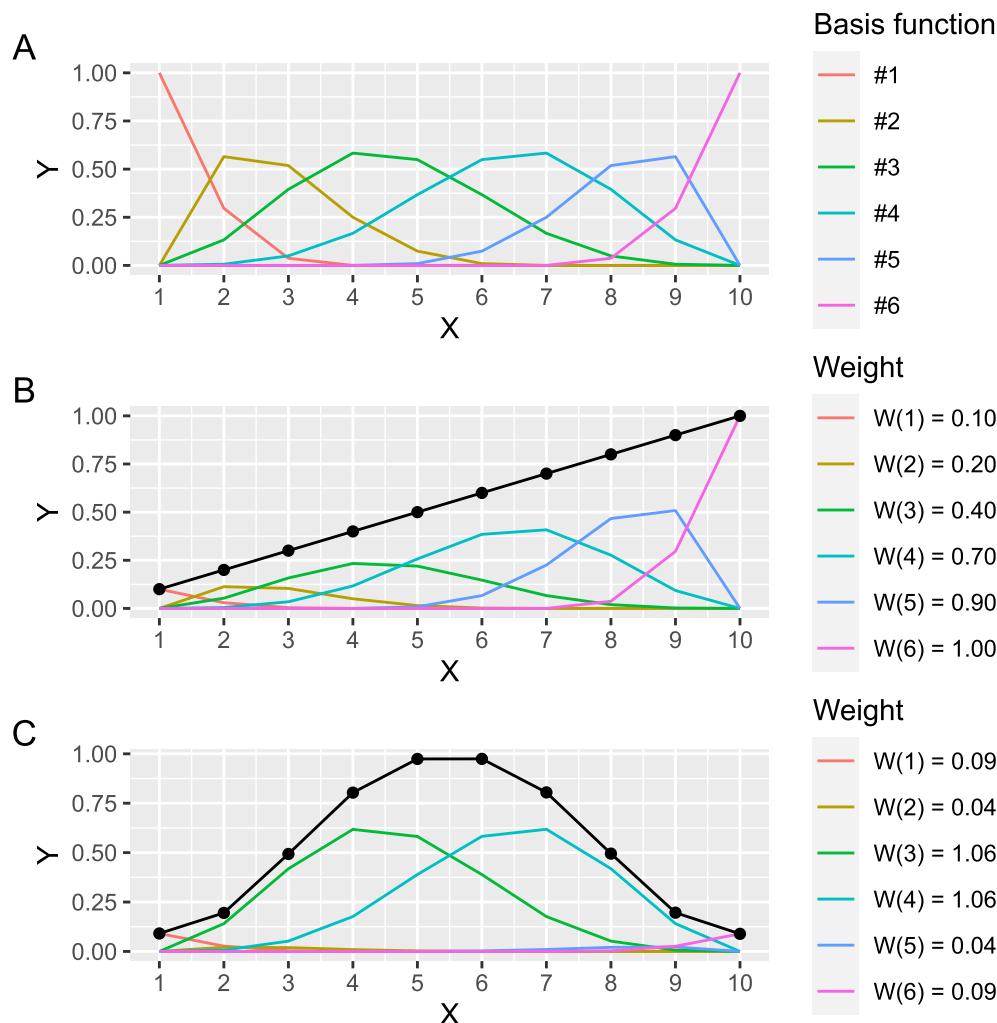 A
Basis function
1.00
0.75
0.50
0.25
0.00
Y
1 2 3 4 5 6 7 8 9 10
X
#1
#2
#3
#4
#5
#6
B
Weight
1.00
0.75
0.50
0.25
0.00
Y
1 2 3 4 5 6 7 8 9 10
X
W(1) = 0.10
W(2) = 0.20
W(3) = 0.40
W(4) = 0.70
W(5) = 0.90
W(6) = 1.00
C
Weight
1.00
0.75
0.50
0.25
0.00
Y
1 2 3 4 5 6 7 8 9 10
X
W(1) = 0.09
W(2) = 0.04
W(3) = 1.06
W(4) = 1.06
W(5) = 0.04
W(6) = 0.09